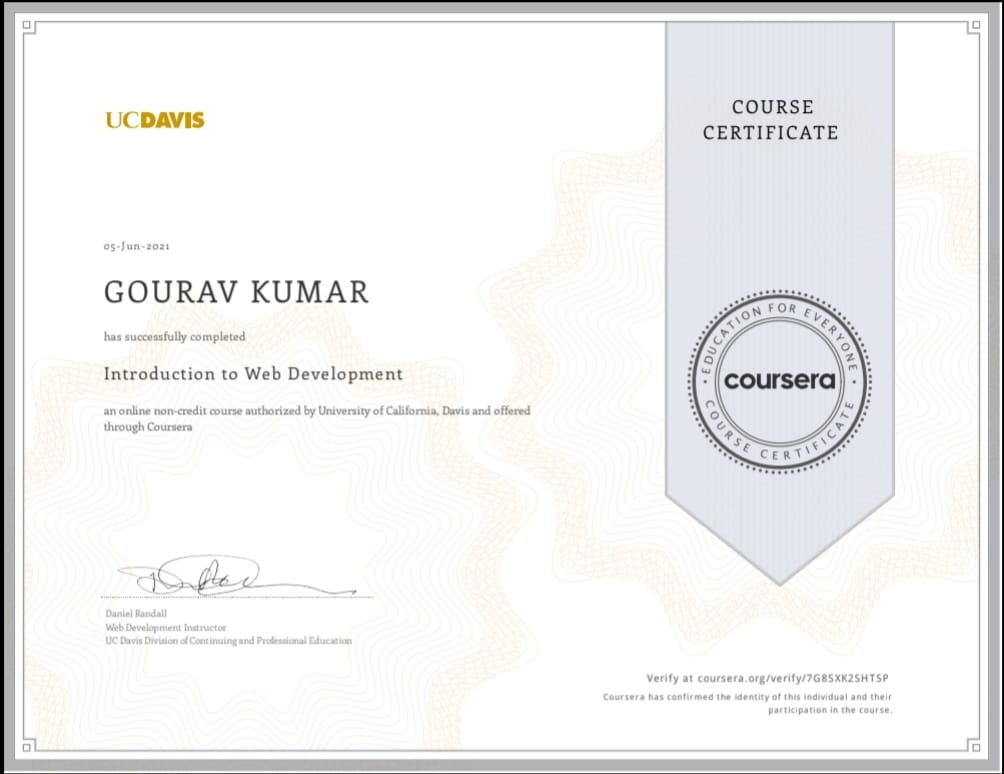 UCDAVIS
COURSE
CERTIFICATE
05-Jun-2021
GOURAV KUMAR
has successfully completed
Introduction to Web Development
an online non-credit course authorized by University of California, Davis and offered
through Coursera
EDUCATION FOR EVERYONE
coursera
COURSE CERTIFICATE
Daniel Randall
Web Development Instructor
UC Davis Division of Continuing and Professional Education
Verify at coursera.org/verify/7G8SXK2SHTSP
Coursera has confirmed the identity of this individual and their
participation in the course.